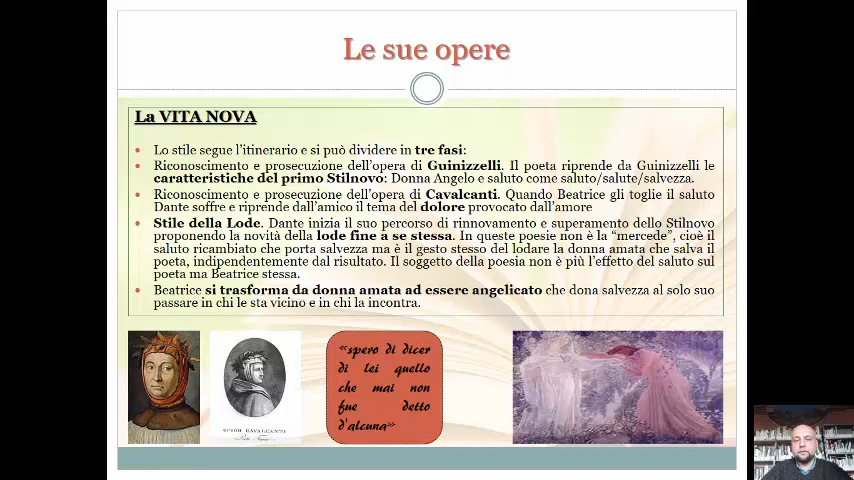 Le sue opere
La VITA NOVA
Lo stile segue l'itinerario e si può dividere in tre fasi:
Riconoscimento e prosecuzione dell'opera di Guinizzelli. Il poeta riprende da Guinizzelli le
caratteristiche del primo Stilnovo: Donna Angelo e saluto come saluto/salute/salvezza.
Riconoscimento e prosecuzione dell'opera di Cavalcanti. Quando Beatrice gli toglie il saluto
Dante soffre e riprende dall'amico il tema del dolore provocato dall'amore
Stile della Lode. Dante inizia il suo percorso di rinnovamento e superamento dello Stilnovo
proponendo la novità della lode fine a se stessa. In queste poesie non è la "mercede", cioè il
saluto ricambiato che porta salvezza ma è il gesto stesso del lodare la donna amata che salva il
poeta, indipendentemente dal risultato. Il soggetto della poesia non è più l'effetto del saluto sul
poeta ma Beatrice stessa.
Beatrice si trasforma da donna amata ad essere angelicato che dona salvezza al solo suo
passare in chi le sta vicino e in chi la incontra.
«spero di dicer
di lei quello
che mai non
fue detto
d'alcuna»
GUIDO CAVALCANTI